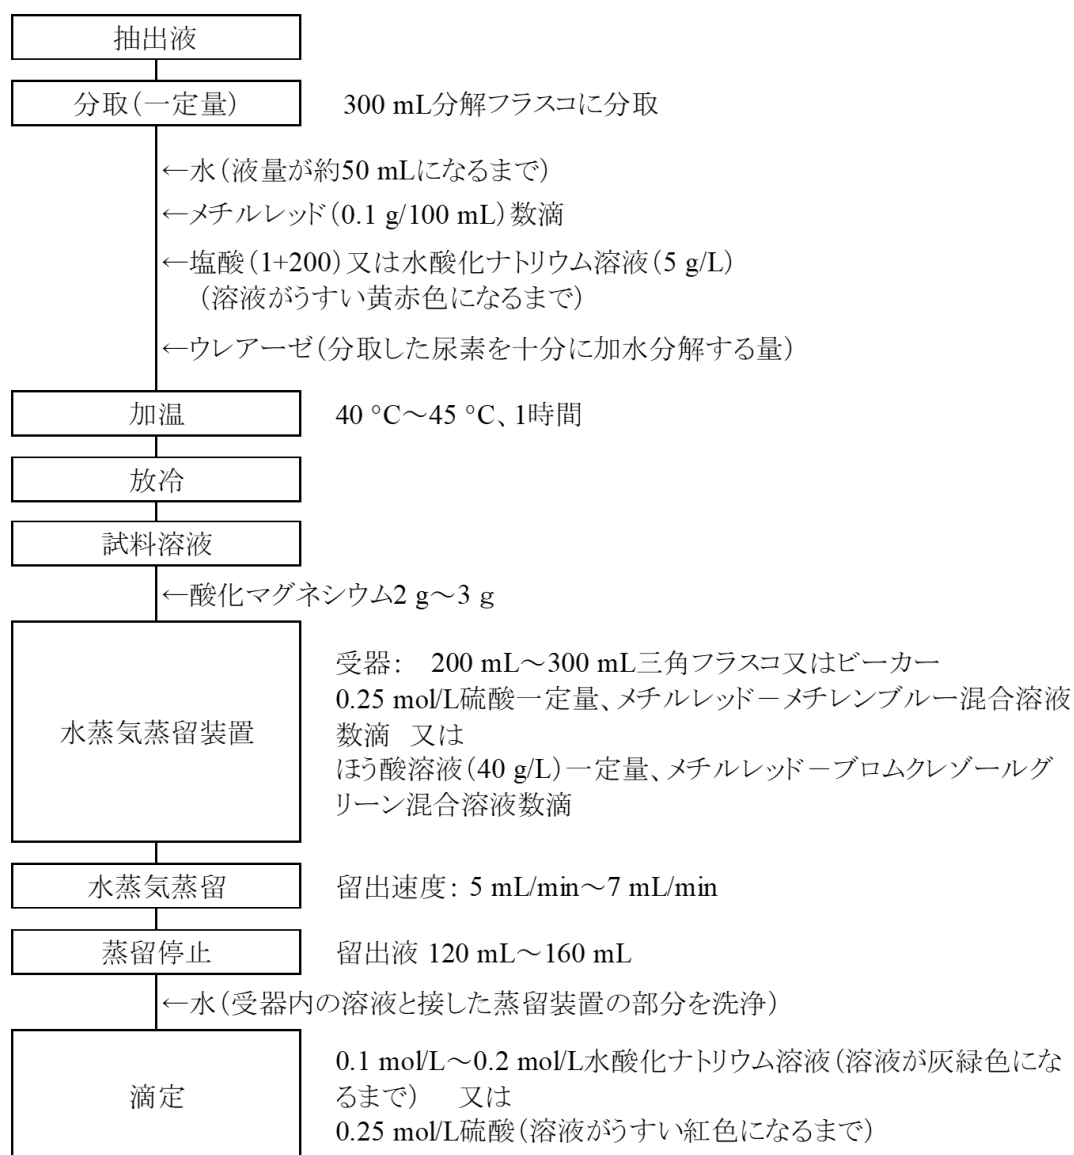 抽出液
分取(一定量) 300 mL分解フラスコに分取
←水(液量が約50 mLになるまで)
←メチルレッド(0.1 g/100 mL)数滴
←塩酸(1+200)又は水酸化ナトリウム溶液(5 g/L)
(溶液がうすい黄赤色になるまで)
←ウレアーゼ(分取した尿素を十分に加水分解する量)
加温 40 °C~45 °C、1時間
放冷
試料溶液
←酸化マグネシウム2 g~3 g
水蒸気蒸留装置
受器: 200 mL~300 mL三角フラスコ又はビーカー
0.25 mol/L硫酸一定量、メチルレッド-メチレンブルー混合溶液
数滴 又は
ほう酸溶液(40 g/L)一定量、メチルレッド-ブロムクレゾールグ
リーン混合溶液数滴
水蒸気蒸留 留出速度: 5 mL/min~7 mL/min
蒸留停止 留出液 120 mL~160 mL
←水(受器内の溶液と接した蒸留装置の部分を洗浄)
滴定
0.1 mol/L~0.2 mol/L水酸化ナトリウム溶液(溶液が灰緑色にな
るまで) 又は
0.25 mol/L硫酸(溶液がうすい紅色になるまで)